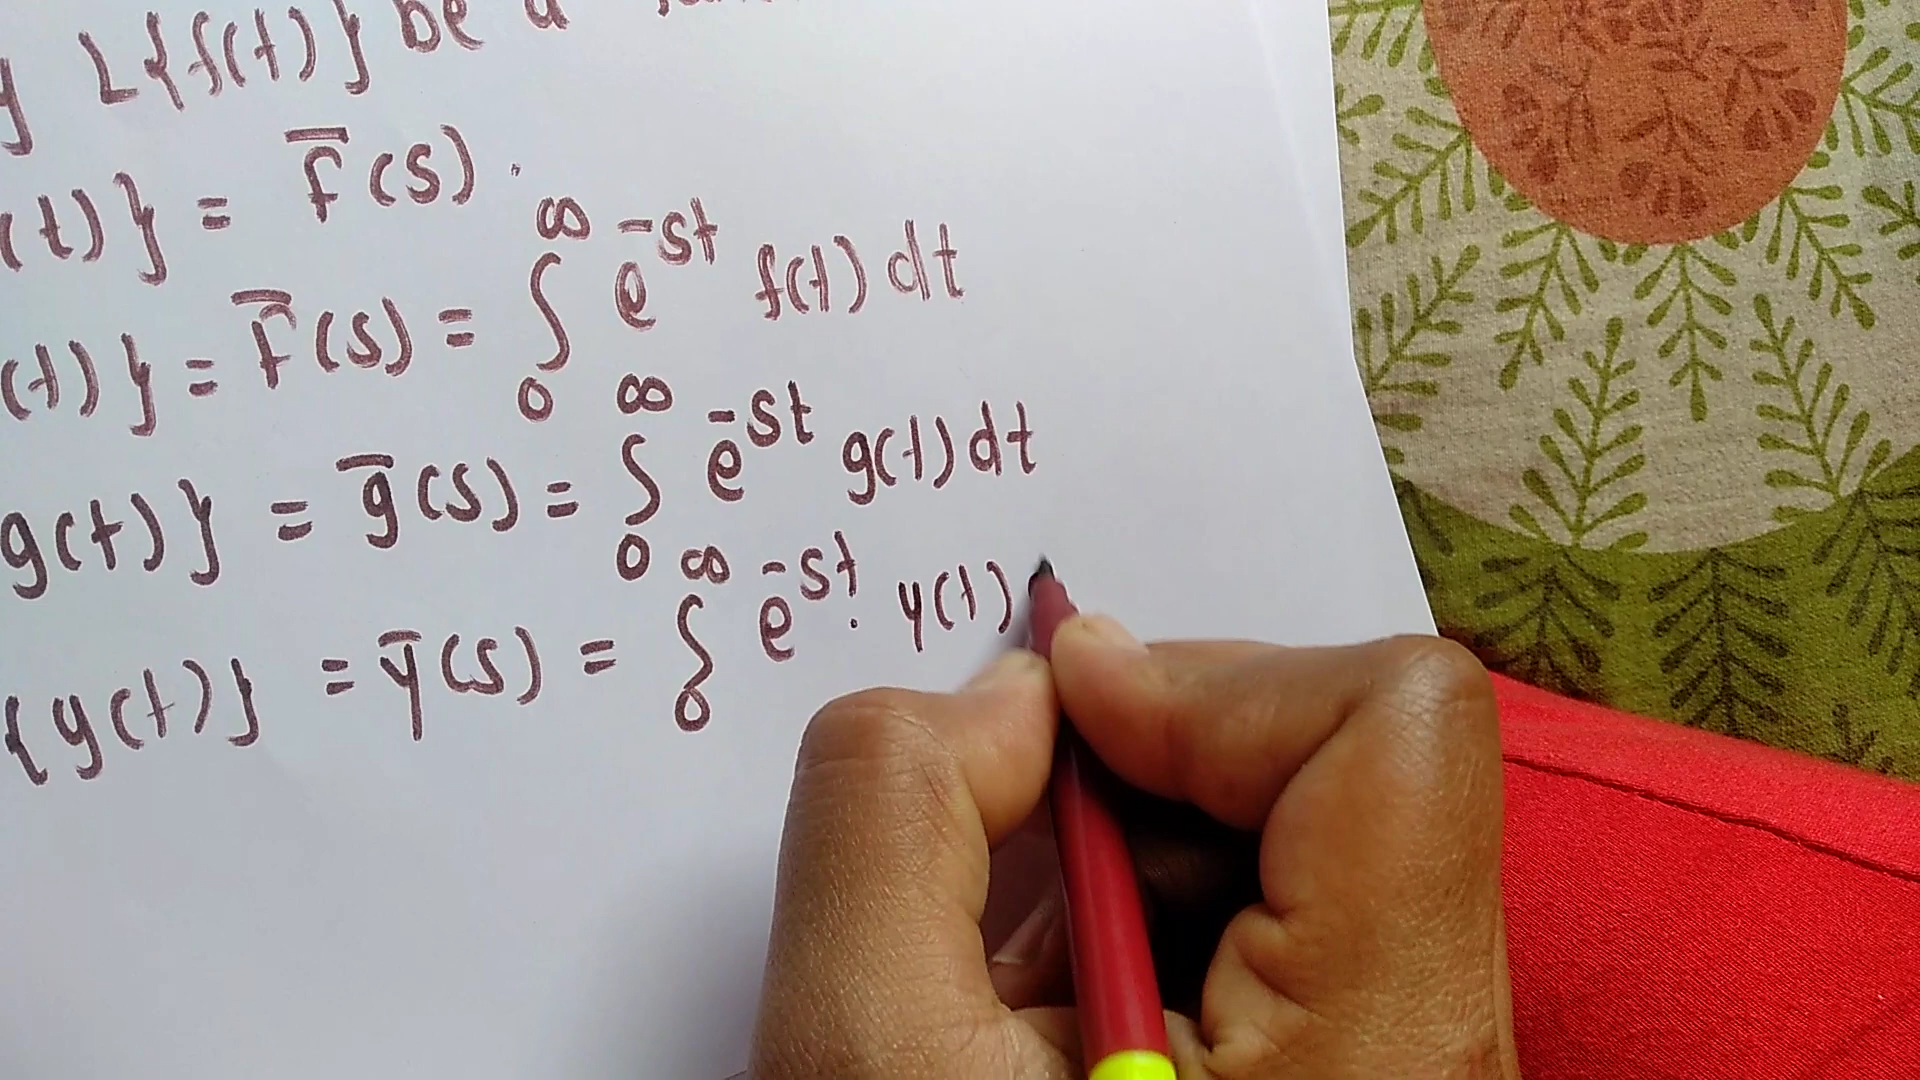 L{f(t)} be a
(t)} = f̅(s).
(t)} = f̅(s) = ∫₀^∞ e^-st f(t) dt
g(t)} = g̅(s) = ∫₀^∞ e^-st g(t) dt
{y(t)} = y̅(s) = ∫₀^∞ e^-st . y(t)